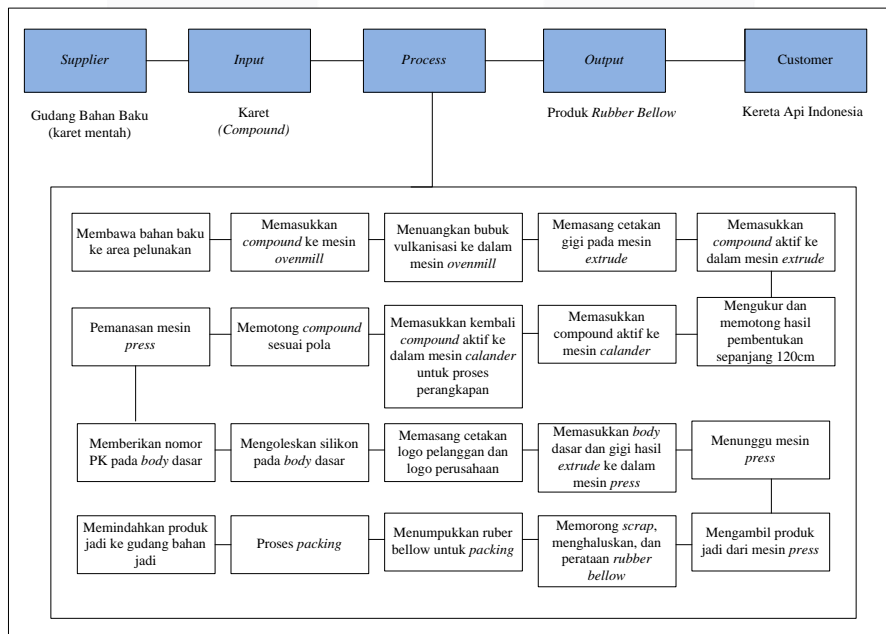 Supplier
Input
Process
Output
Customer
Gudang Bahan Baku
(karet mentah)
Karet
(Compound)
Produk Rubber Bellow
Kereta Api Indonesia
Membawa bahan baku
ke area pelunakan
Memasukkan
compound ke mesin
ovenmill
Menuangkan bubuk
vulkanisasi ke dalam
mesin ovenmill
Memasang cetakan
gigi pada mesin
extrude
Memasukkan
compound aktif ke
dalam mesin extrude
Mengukur dan
memotong hasil
pembentukan
sepanjang 120cm
Memasukkan
compound aktif ke
mesin calander
Memasukkan kembali
compound aktif ke
dalam mesin calander
untuk proses
perangkapan
Memotong compound
sesuai pola
Pemanasan mesin
press
Memberikan nomor
PK pada body dasar
Mengoleskan silikon
pada body dasar
Memasang cetakan
logo pelanggan dan
logo perusahaan
Memasukkan body
dasar dan gigi hasil
extrude ke dalam
mesin press
Menunggu mesin
press
Mengambil produk
jadi dari mesin press
Memorong scrap,
menghaluskan, dan
perataan rubber
bellow
Menumpukkan ruber
bellow untuk packing
Proses packing
Memindahkan produk
jadi ke gudang bahan
jadi